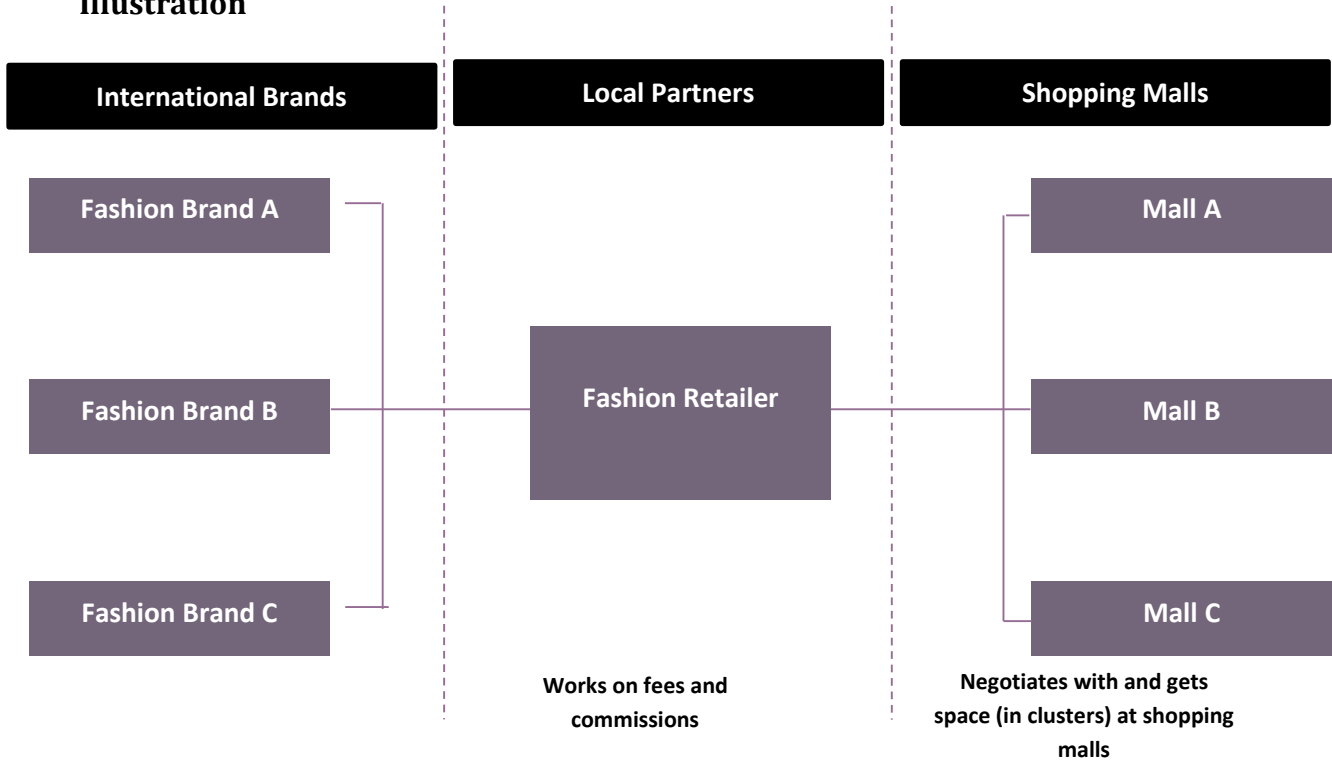 Illustration
International Brands
Local Partners
Shopping Malls
Fashion Brand A
Mall A
Fashion Brand B
Fashion Retailer
Mall B
Fashion Brand C
Mall C
Works on fees and
commissions
Negotiates with and gets
space (in clusters) at shopping
malls